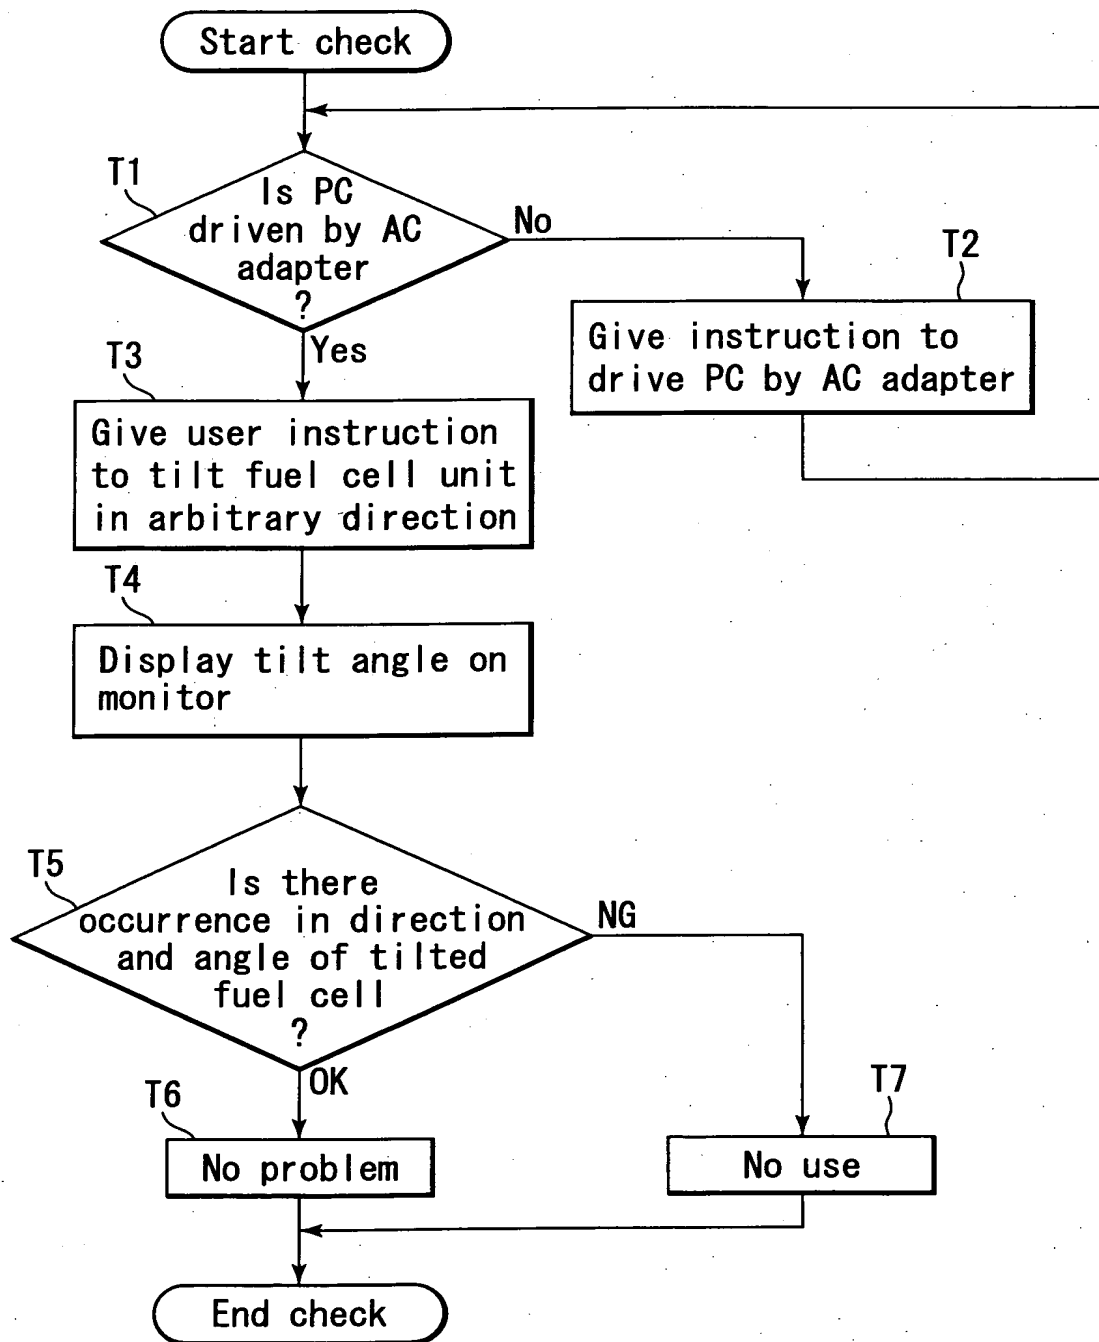 Start check
T1
Is PC
driven by AC
adapter
?
No
T2
Give instruction to
drive PC by AC adapter
Yes
T3
Give user instruction
to tilt fuel cell unit
in arbitrary direction
T4
Display tilt angle on
monitor
T5
Is there
occurrence in direction
and angle of tilted
fuel cell
?
NG
OK
T6
No problem
T7
No use
End check